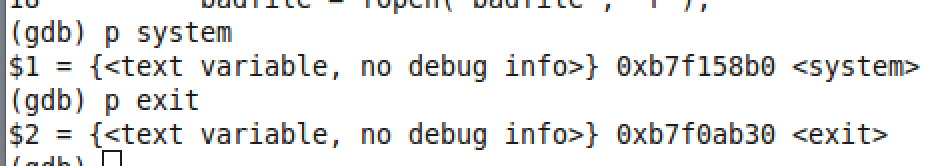 18 badfile = fopen("badfile", "r");
(gdb) p system
$1 = {<text variable, no debug info>} 0xb7f158b0 <system>
(gdb) p exit
$2 = {<text variable, no debug info>} 0xb7f0ab30 <exit>
(gdb)